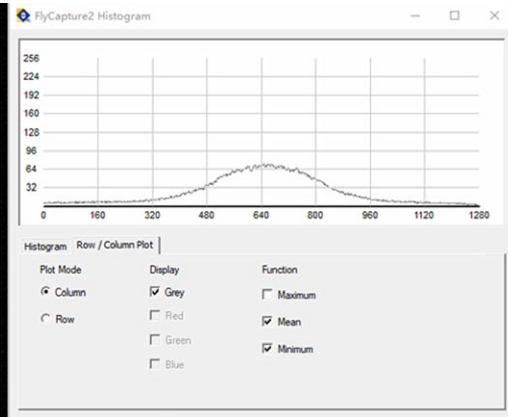 FlyCapture2 Histogram
256
224
192
160
128
96
64
32
0 160 320 480 640 800 960 1120 1280
Histogram Row / Column Plot
Plot Mode Display Function
Column Grey Maximum
Row Red Mean
Green Minimum
Blue